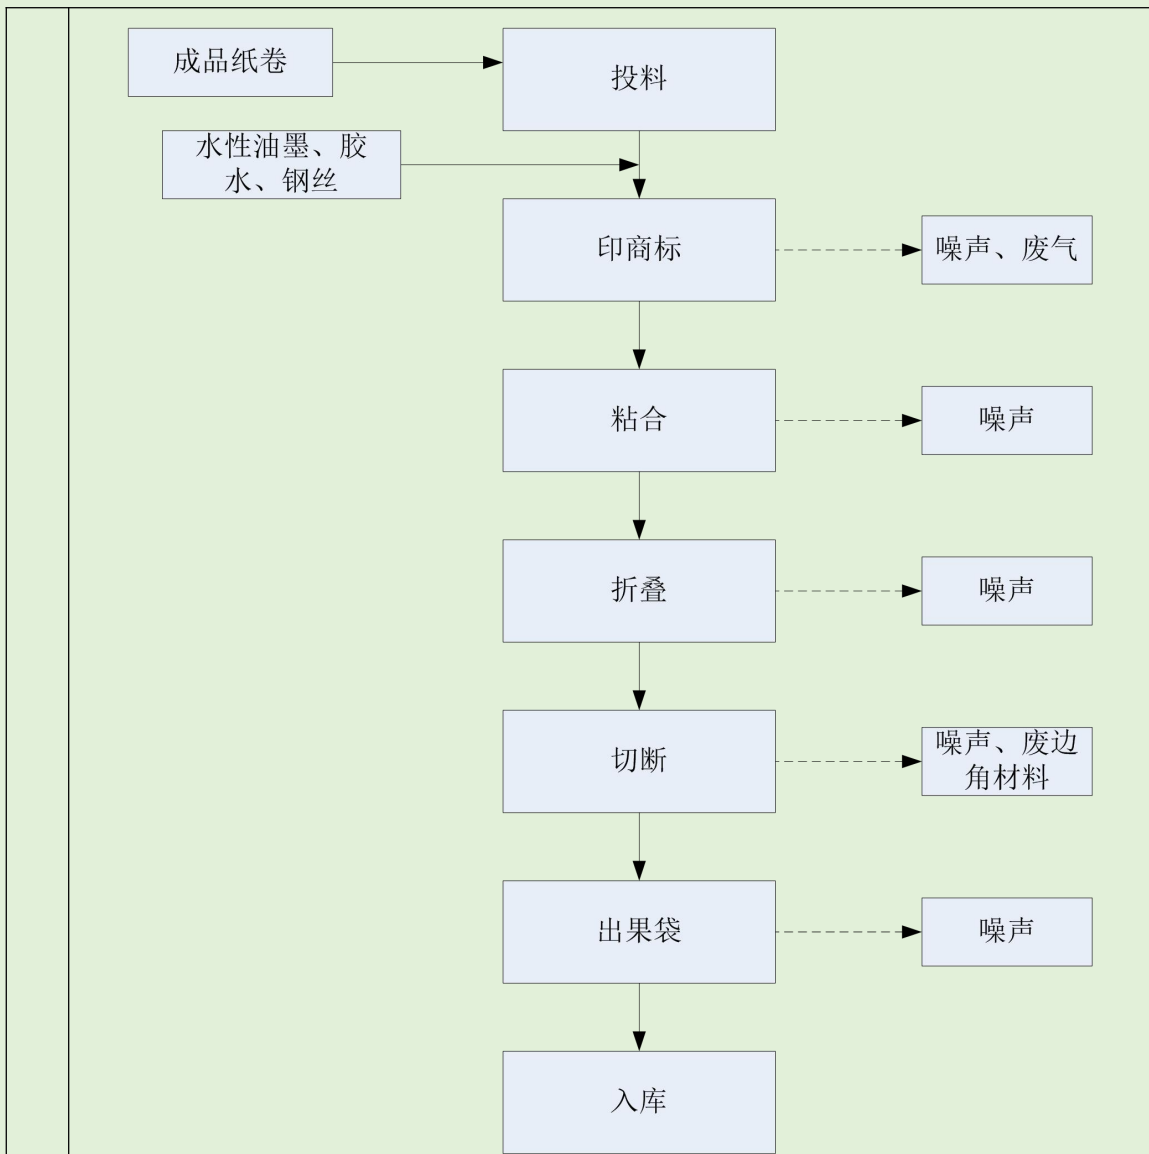 成品纸卷
投料
水性油墨、胶
水、钢丝
印商标
噪声、废气
粘合
噪声
折叠
噪声
切断
噪声、废边
角材料
出果袋
噪声
入库